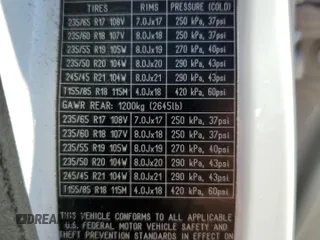 TIRES RIMS PRESSURE (COLD)
235/65 R17 108V 7.0Jx17 250 kPa, 37psi
235/60 R18 107V 8.0Jx18 250 kPa, 37psi
235/55 R19 105W 8.0Jx19 270 kPa, 40psi
235/50 R20 104W 8.0Jx20 290 kPa, 43psi
245/45 R21 104W 8.0Jx21 290 kPa, 43psi
T155/85 R18 115M 4.0Jx18 420 kPa, 60psi
GAWR REAR: 1200kg (2645lb)
235/65 R17 108V 7.0Jx17 250 kPa, 37psi
235/60 R18 107V 8.0Jx18 250 kPa, 37psi
235/55 R19 105W 8.0Jx19 270 kPa, 40psi
235/50 R20 104W 8.0Jx20 290 kPa, 43psi
245/45 R21 104W 8.0Jx21 290 kPa, 43psi
T155/85 R18 115M 4.0Jx18 420 kPa, 60psi
THIS VEHICLE CONFORMS TO ALL APPLICABLE
U.S. FEDERAL MOTOR VEHICLE SAFETY AND
THEFT PREVENTION STANDARDS IN EFFECT ON